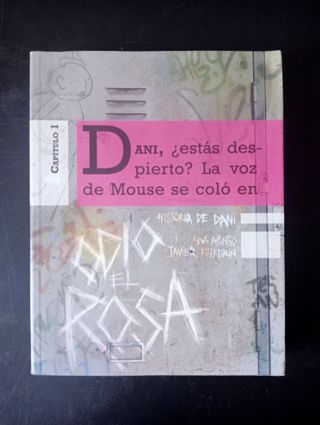 CAPÍTULO 1
DANI, ¿estás des-
pierto? La voz
de Mouse se coló en
HISTORIA DE DANI
ANA ALONSO
JAVIER PELEGRÍN
ODIO
EL
ROSA